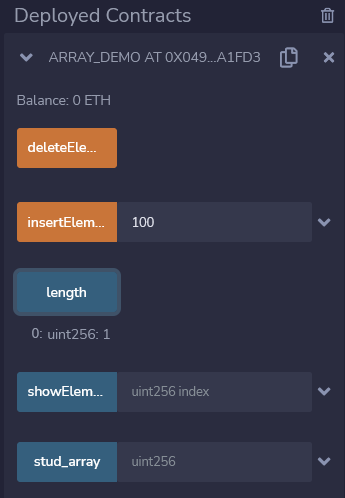 Deployed Contracts
ARRAY_DEMO AT 0X049...A1FD3
Balance: 0 ETH
deleteEle...
insertElem... 100
length
0: uint256: 1
showElem... uint256 index
stud_array uint256